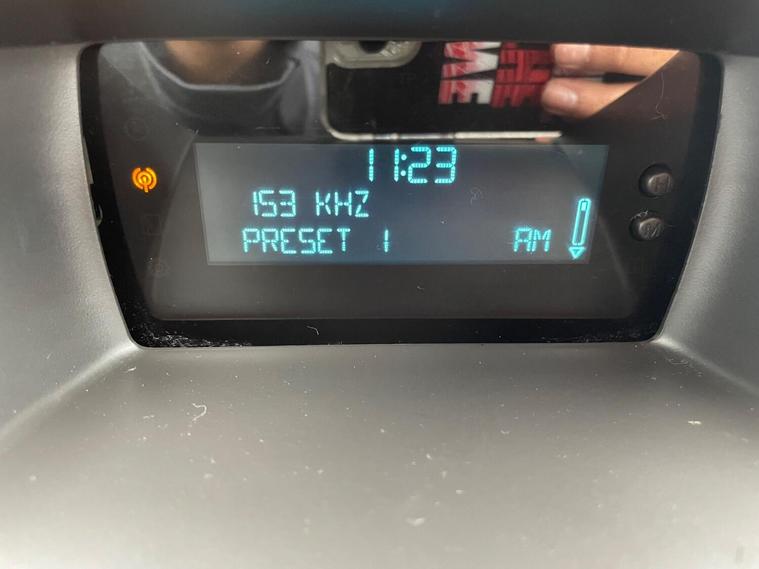 11:23
153 KHZ
PRESET 1 AM
H
M